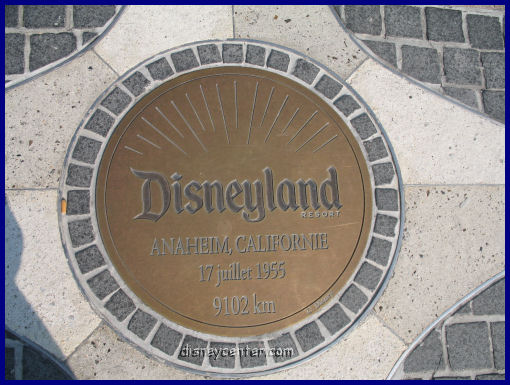 Disneyland
RESORT
ANAHEIM, CALIFORNIE
17 juillet 1955
9102 km
disneycenter.com